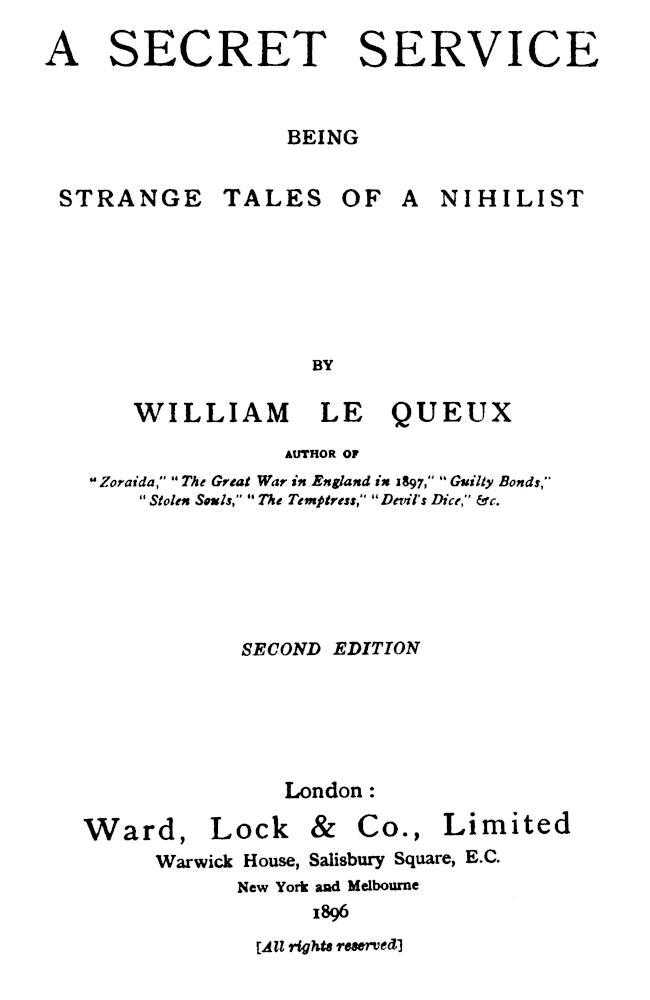 A SECRET SERVICE
BEING
STRANGE TALES OF A NIHILIST
BY
WILLIAM LE QUEUX
AUTHOR OF
“Zoraida,” “The Great War in England in 1897,” “Guilty Bonds,”
“Stolen Souls,” “The Temptress,” “Devil's Dice,” &c.
SECOND EDITION
London:
Ward, Lock & Co., Limited
Warwick House, Salisbury Square, E.C.
New York and Melbourne
1896
[All rights reserved]